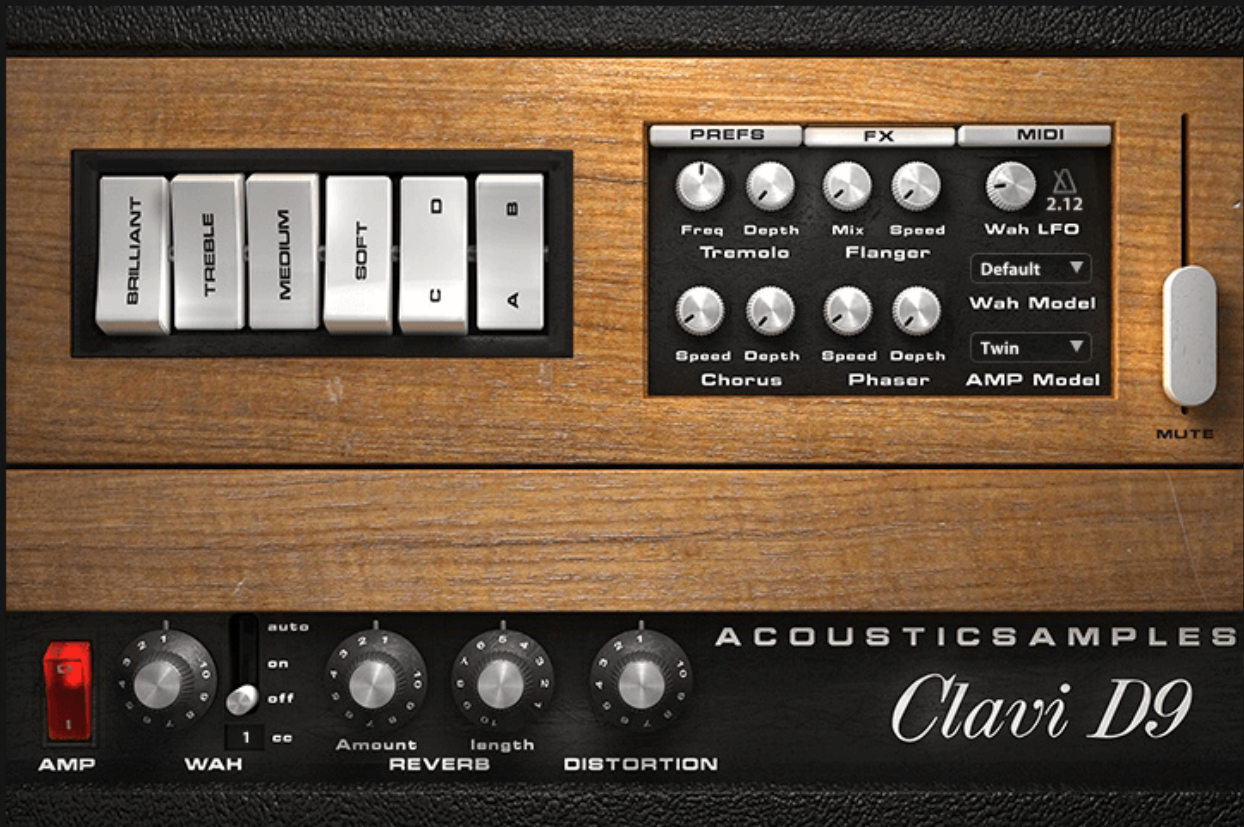 BRILLIANT
TREBLE
MEDIUM
SOFT
D
C
B
A
PREFS FX MIDI
2.12
Freq Depth Mix Speed Wah LFO
Tremolo Flanger
Default
Wah Model
Twin
Speed Depth Speed Depth
Chorus Phaser AMP Model
MUTE
ACOUSTICSAMPLES
Clavi D9
auto
on
off
1 cc
Amount length
AMP WAH REVERB DISTORTION